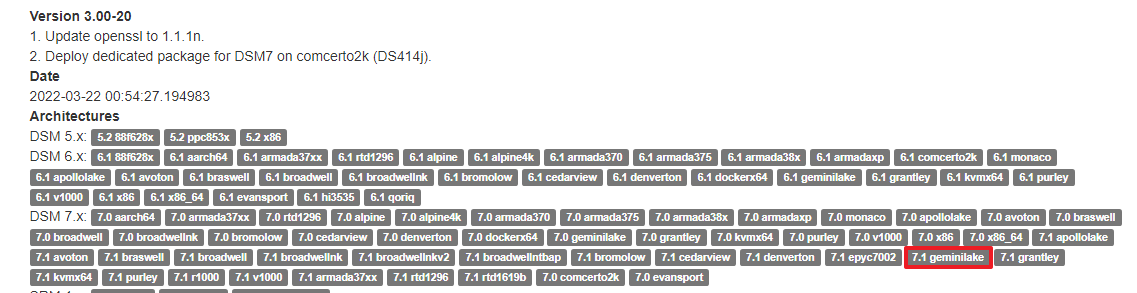 Version 3.00-20
1. Update openssl to 1.1.1n.
2. Deploy dedicated package for DSM7 on comcerto2k (DS414j).
Date
2022-03-22 00:54:27.194983
Architectures
DSM 5.x: 5.2 88f628x 5.2 ppc853x 5.2 x86
DSM 6.x: 6.1 88f628x 6.1 aarch64 6.1 armada37xx 6.1 rtd1296 6.1 alpine 6.1 alpine4k 6.1 armada370 6.1 armada375 6.1 armada38x 6.1 armadaxp 6.1 comcerto2k 6.1 monaco
6.1 apollolake 6.1 avoton 6.1 braswell 6.1 broadwell 6.1 broadwellnk 6.1 bromolow 6.1 cedarview 6.1 denverton 6.1 dockerx64 6.1 geminilake 6.1 grantley 6.1 kvmx64 6.1 purley
6.1 v1000 6.1 x86 6.1 x86_64 6.1 evansport 6.1 hi3535 6.1 qoriq
DSM 7.x: 7.0 aarch64 7.0 armada37xx 7.0 rtd1296 7.0 alpine 7.0 alpine4k 7.0 armada370 7.0 armada375 7.0 armada38x 7.0 armadaxp 7.0 monaco 7.0 apollolake 7.0 avoton 7.0 braswell
7.0 broadwell 7.0 broadwellnk 7.0 bromolow 7.0 cedarview 7.0 denverton 7.0 dockerx64 7.0 geminilake 7.0 grantley 7.0 kvmx64 7.0 purley 7.0 v1000 7.0 x86 7.0 x86_64 7.1 apollolake
7.1 avoton 7.1 braswell 7.1 broadwell 7.1 broadwellnk 7.1 broadwellnkv2 7.1 broadwellntbap 7.1 bromolow 7.1 cedarview 7.1 denverton 7.1 epyc7002 7.1 geminilake 7.1 grantley
7.1 kvmx64 7.1 purley 7.1 r1000 7.1 v1000 7.1 armada37xx 7.1 rtd1296 7.1 rtd1619b 7.0 comcerto2k 7.0 evansport